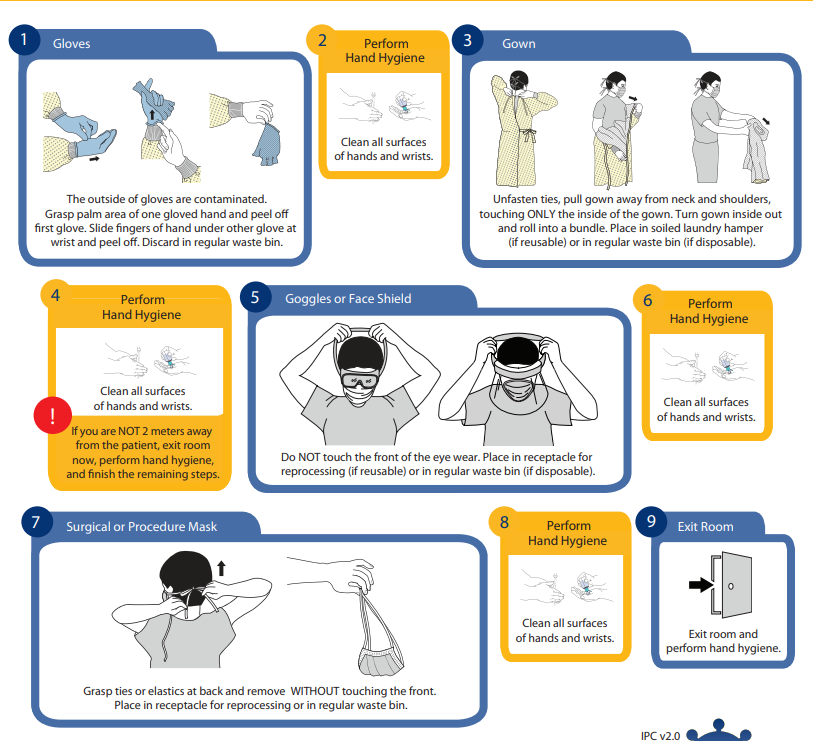 1
Gloves
The outside of gloves are contaminated.
Grasp palm area of one gloved hand and peel off
first glove. Slide fingers of hand under other glove at
wrist and peel off. Discard in regular waste bin.
2
Perform
Hand Hygiene
Clean all surfaces
of hands and wrists.
3
Gown
Unfasten ties, pull gown away from neck and shoulders,
touching ONLY the inside of the gown. Turn gown inside out
and roll into a bundle. Place in soiled laundry hamper
(if reusable) or in regular waste bin (if disposable).
4
Perform
Hand Hygiene
Clean all surfaces
of hands and wrists.
!
If you are NOT 2 meters away
from the patient, exit room
now, perform hand hygiene,
and finish the remaining steps.
5
Goggles or Face Shield
Do NOT touch the front of the eye wear. Place in receptacle for
reprocessing (if reusable) or in regular waste bin (if disposable).
6
Perform
Hand Hygiene
Clean all surfaces
of hands and wrists.
7
Surgical or Procedure Mask
Grasp ties or elastics at back and remove WITHOUT touching the front.
Place in receptacle for reprocessing or in regular waste bin.
8
Perform
Hand Hygiene
Clean all surfaces
of hands and wrists.
9
Exit Room
Exit room and
perform hand hygiene.
IPC v2.0